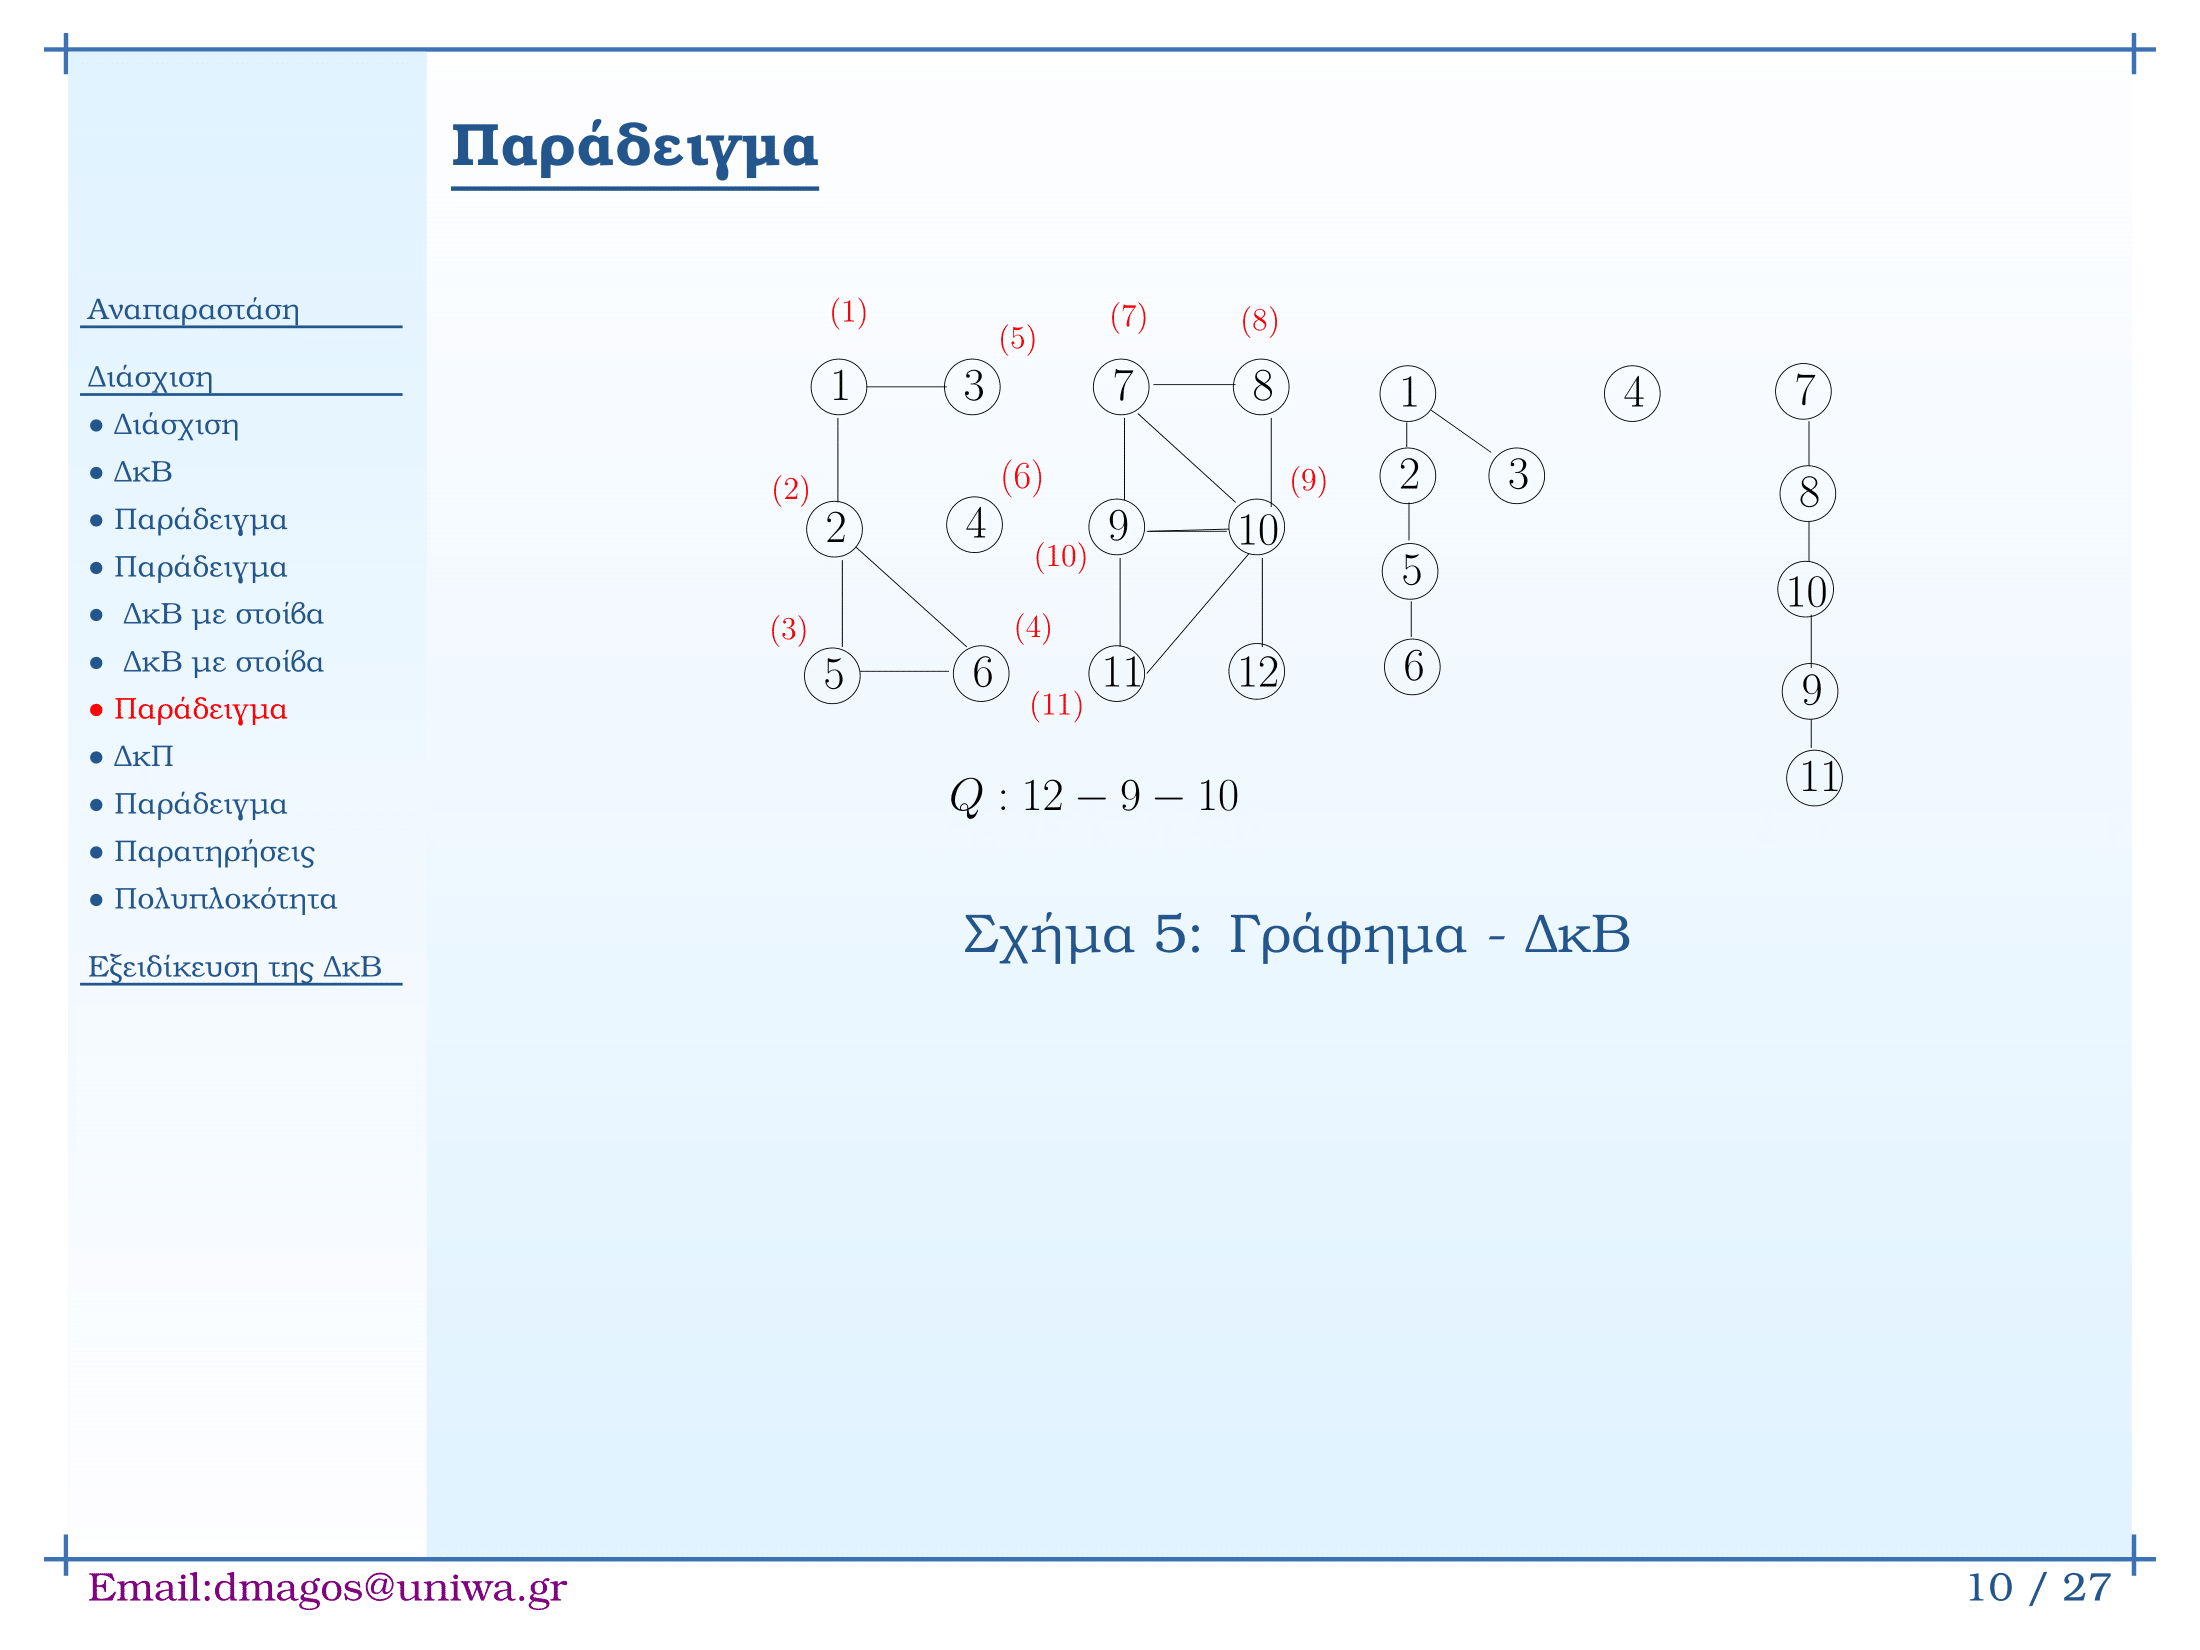 Παράδειγμα
Αναπαραστάση
Διάσχιση
• Διάσχιση
• ΔκΒ
• Παράδειγμα
• Παράδειγμα
• ΔκΒ με στοίβα
• ΔκΒ με στοίβα
• Παράδειγμα
• ΔκΠ
• Παράδειγμα
• Παρατηρήσεις
• Πολυπλοκότητα
Εξειδίκευση της ΔκΒ
(1) (5) (7) (8)
1 3 7 8 1 4 7
(2) (6) (9) 2 3
2 4 9 10 8
(10) 5 10
(3) (4)
5 6 11 12 6 9
(11)
11
Q : 12 − 9 − 10
Σχήμα 5: Γράφημα - ΔκΒ
Email:dmagos@uniwa.gr
10 / 27